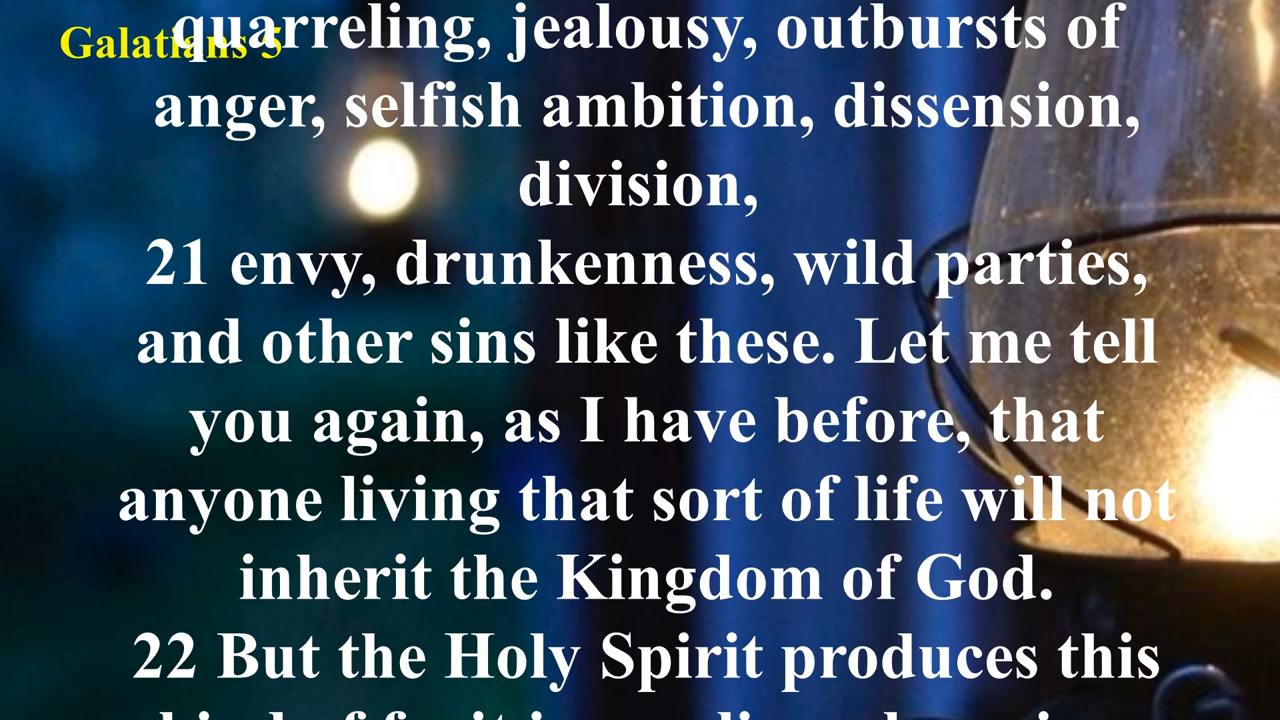 Galatians 5
quarreling, jealousy, outbursts of
anger, selfish ambition, dissension,
division,
21 envy, drunkenness, wild parties,
and other sins like these. Let me tell
you again, as I have before, that
anyone living that sort of life will not
inherit the Kingdom of God.
22 But the Holy Spirit produces this